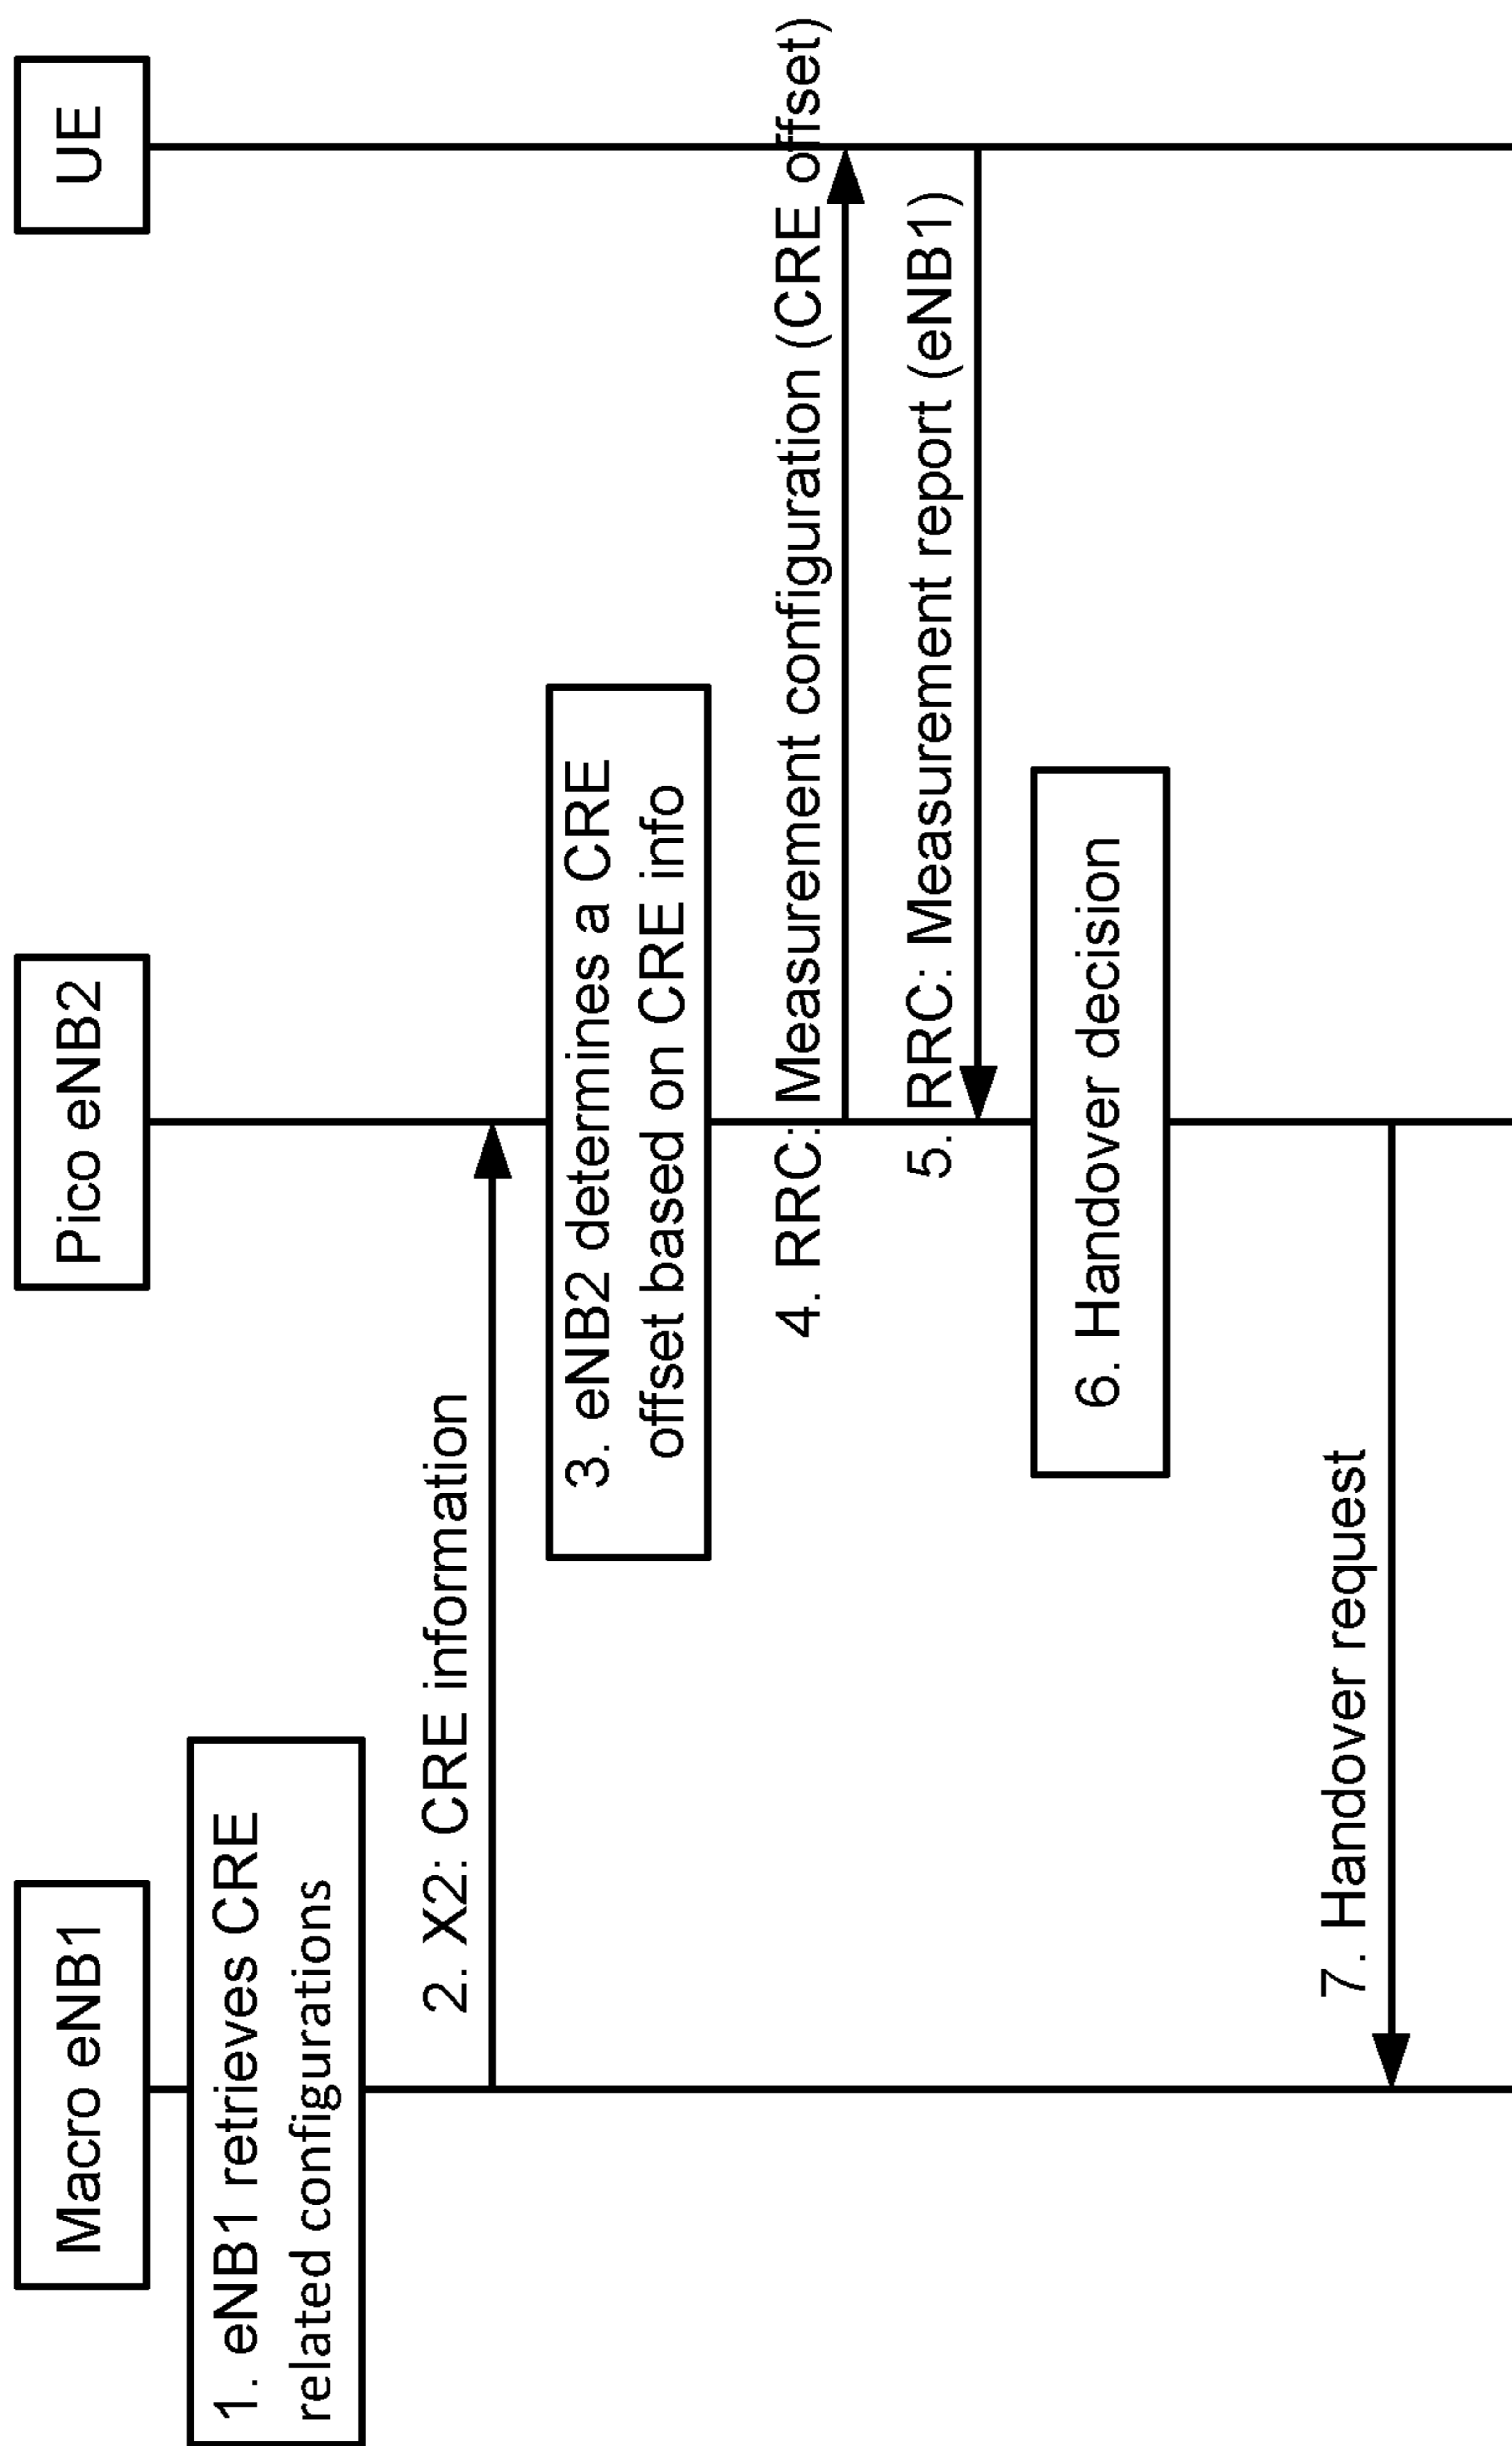 Macro eNB1
Pico eNB2
UE
1. eNB1 retrieves CRE
related configurations
2. X2: CRE information
3. eNB2 determines a CRE
offset based on CRE info
4. RRC: Measurement configuration (CRE offset)
5. RRC: Measurement report (eNB1)
6. Handover decision
7. Handover request